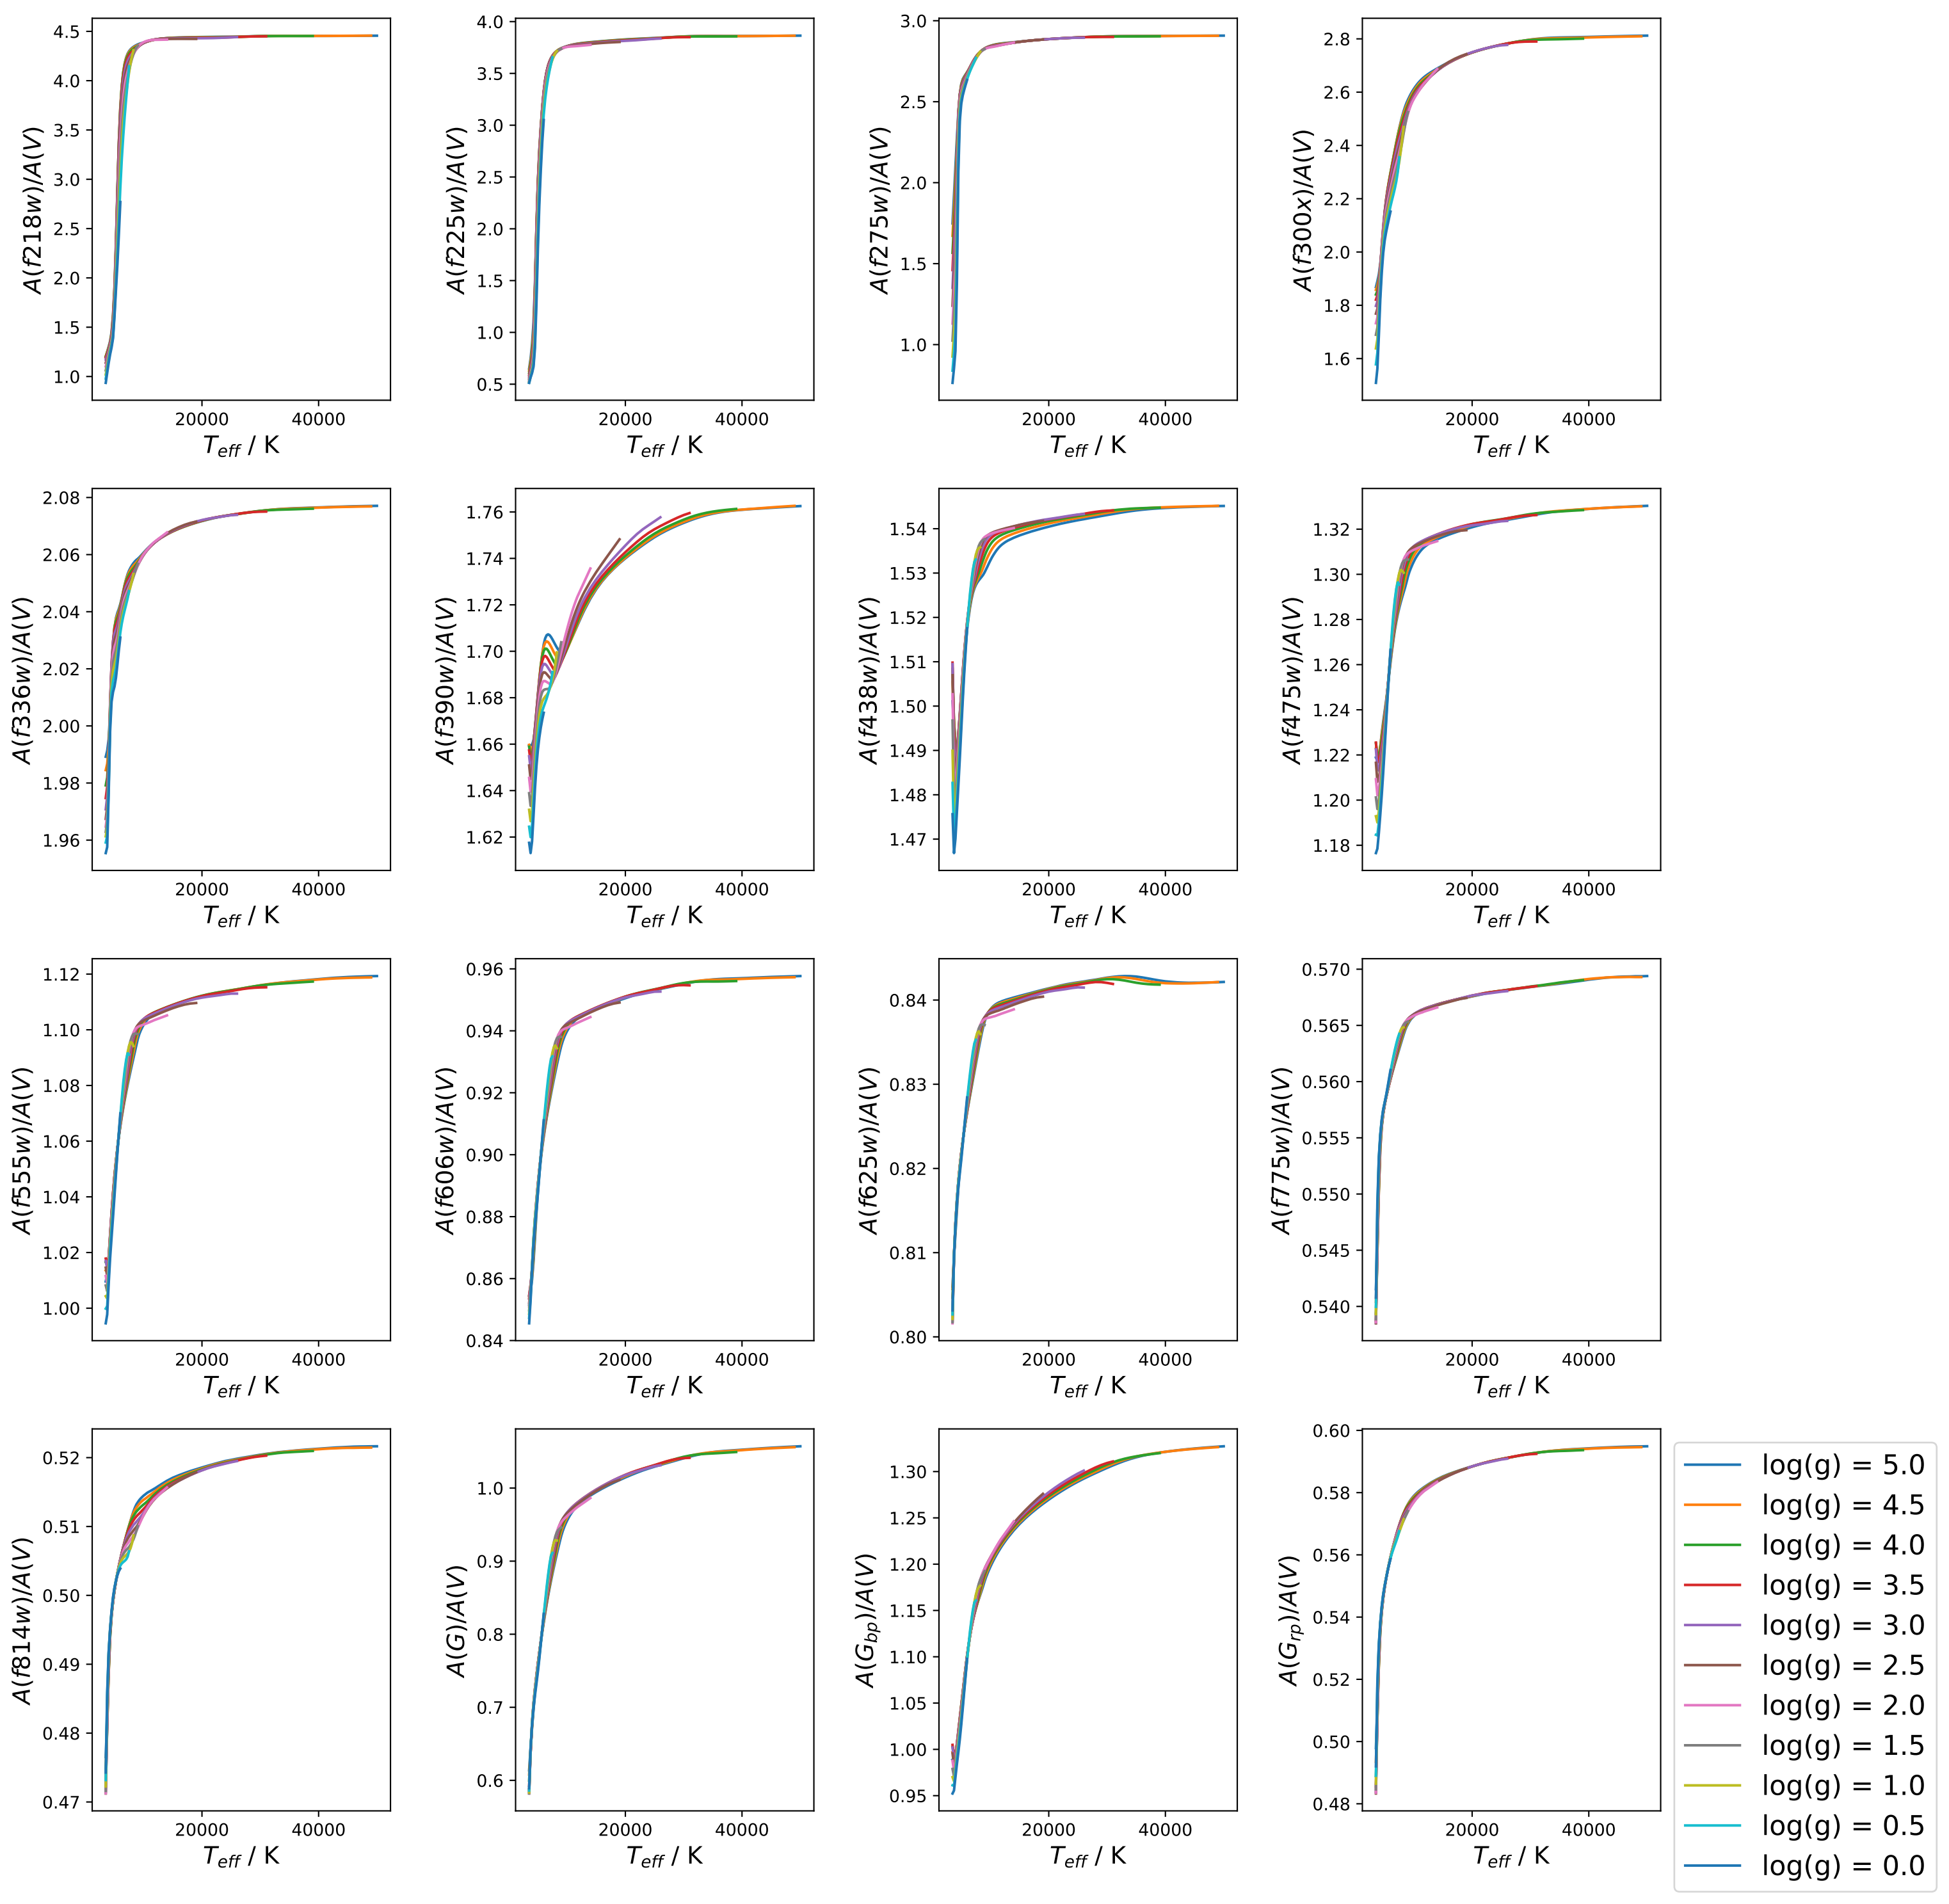 A(f218w)/A(V)
4.5
4.0
3.5
3.0
2.5
2.0
1.5
1.0
20000 40000
T_eff / K
A(f225w)/A(V)
4.0
3.5
3.0
2.5
2.0
1.5
1.0
0.5
20000 40000
T_eff / K
A(f275w)/A(V)
3.0
2.5
2.0
1.5
1.0
20000 40000
T_eff / K
A(f300x)/A(V)
2.8
2.6
2.4
2.2
2.0
1.8
1.6
20000 40000
T_eff / K
A(f336w)/A(V)
2.08
2.06
2.04
2.02
2.00
1.98
1.96
20000 40000
T_eff / K
A(f390w)/A(V)
1.76
1.74
1.72
1.70
1.68
1.66
1.64
1.62
20000 40000
T_eff / K
A(f438w)/A(V)
1.54
1.53
1.52
1.51
1.50
1.49
1.48
1.47
20000 40000
T_eff / K
A(f475w)/A(V)
1.32
1.30
1.28
1.26
1.24
1.22
1.20
1.18
20000 40000
T_eff / K
A(f555w)/A(V)
1.12
1.10
1.08
1.06
1.04
1.02
1.00
20000 40000
T_eff / K
A(f606w)/A(V)
0.96
0.94
0.92
0.90
0.88
0.86
0.84
20000 40000
T_eff / K
A(f625w)/A(V)
0.84
0.83
0.82
0.81
0.80
20000 40000
T_eff / K
A(f775w)/A(V)
0.570
0.565
0.560
0.555
0.550
0.545
0.540
20000 40000
T_eff / K
A(f814w)/A(V)
0.52
0.51
0.50
0.49
0.48
0.47
20000 40000
T_eff / K
A(G)/A(V)
1.0
0.9
0.8
0.7
0.6
20000 40000
T_eff / K
A(G_bp)/A(V)
1.30
1.25
1.20
1.15
1.10
1.05
1.00
0.95
20000 40000
T_eff / K
A(G_rp)/A(V)
0.60
0.58
0.56
0.54
0.52
0.50
0.48
20000 40000
T_eff / K
log(g) = 5.0
log(g) = 4.5
log(g) = 4.0
log(g) = 3.5
log(g) = 3.0
log(g) = 2.5
log(g) = 2.0
log(g) = 1.5
log(g) = 1.0
log(g) = 0.5
log(g) = 0.0